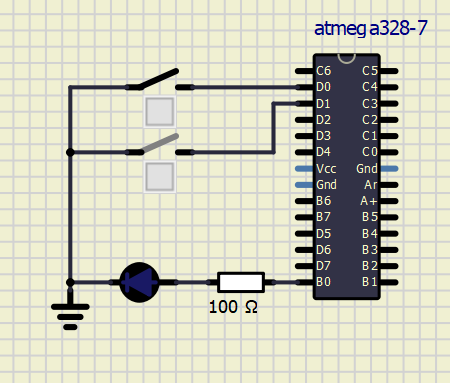 atmega328-7
C6 C5
D0 C4
D1 C3
D2 C2
D3 C1
D4 C0
Vcc Gnd
Gnd Ar
B6 A+
B7 B5
D5 B4
D6 B3
D7 B2
B0 B1
100 Ω